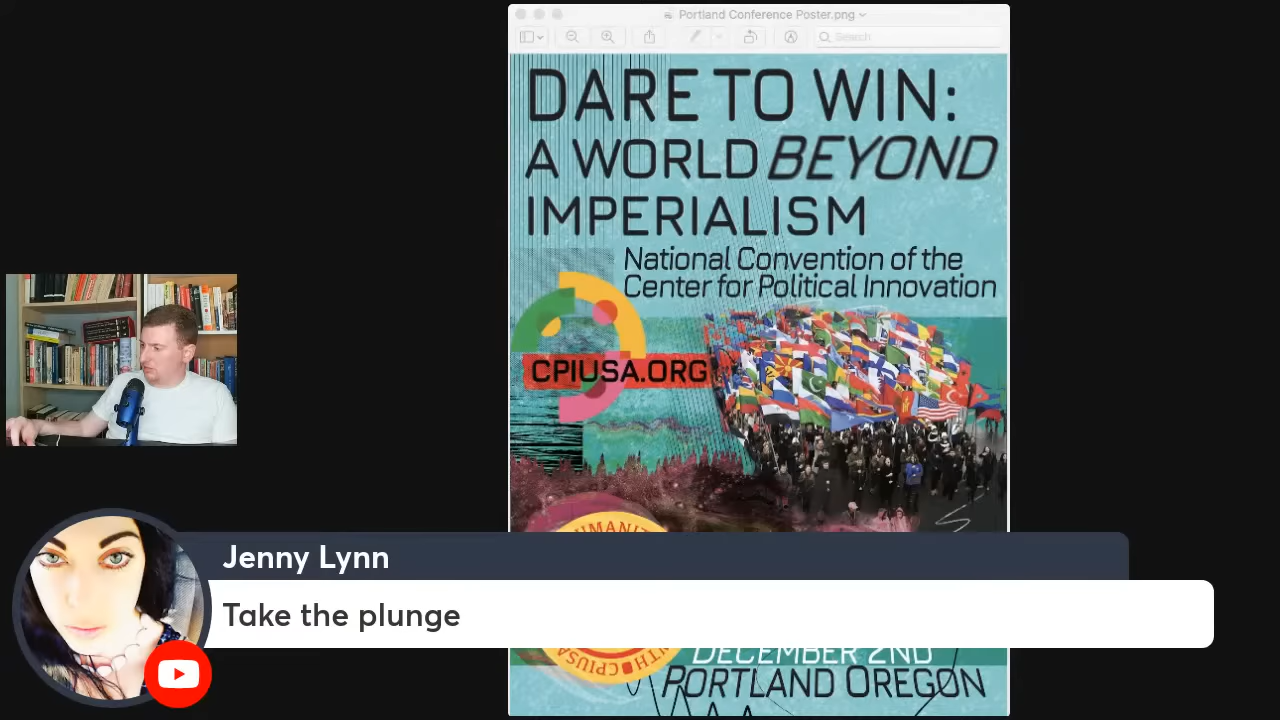 Portland Conference Poster.png
Search
DARE TO WIN:
A WORLD BEYOND
IMPERIALISM
National Convention of the
Center for Political Innovation
CPIUSA.ORG
Jenny Lynn
Take the plunge
DECEMBER 2ND
PORTLAND OREGON